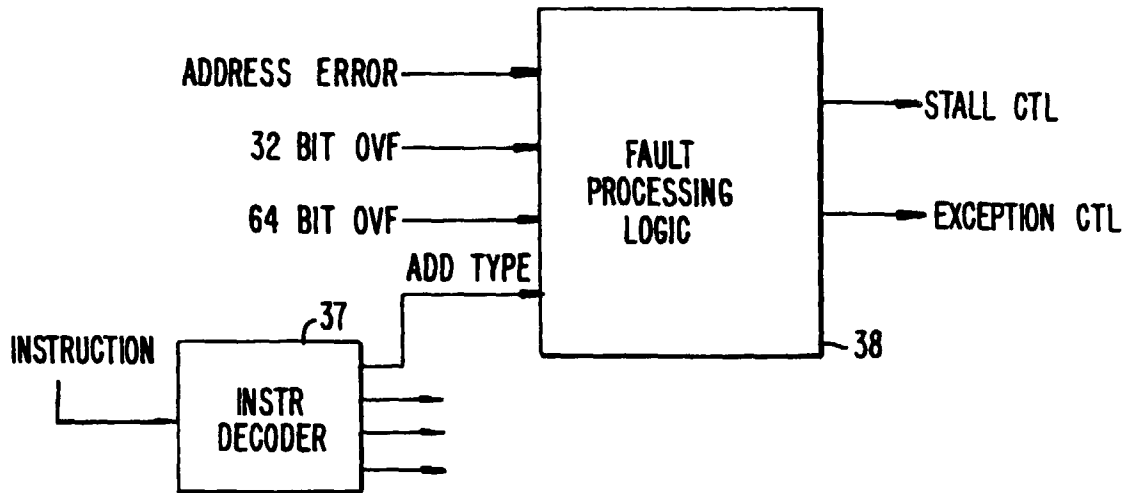 ADDRESS ERROR
32 BIT OVF
64 BIT OVF
ADD TYPE
FAULT
PROCESSING
LOGIC
STALL CTL
EXCEPTION CTL
38
INSTRUCTION
37
INSTR
DECODER